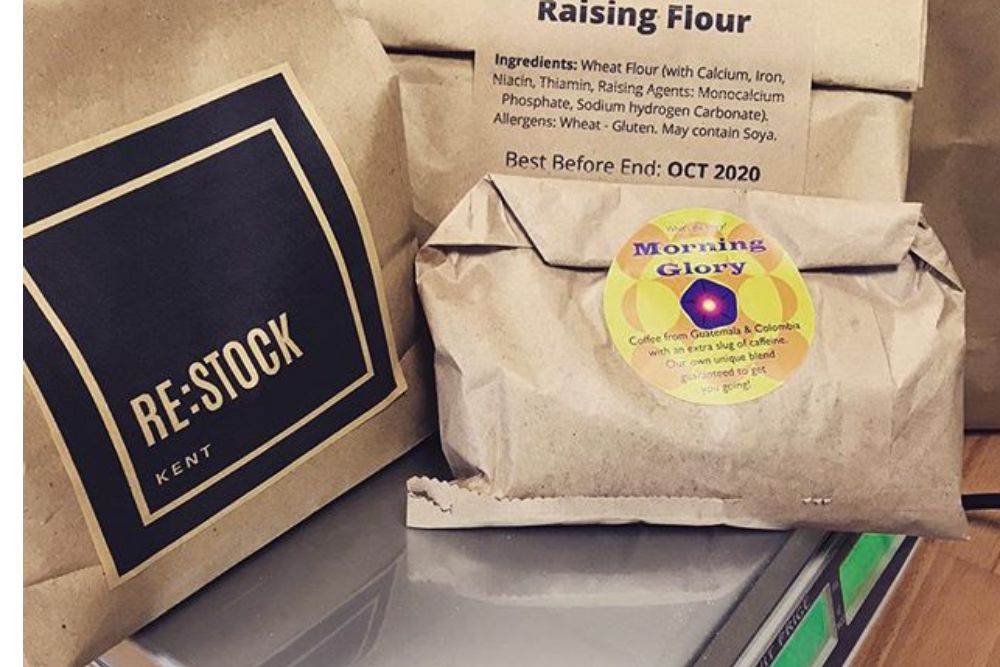 Raising Flour
Ingredients: Wheat Flour (with Calcium, Iron,
Niacin, Thiamin, Raising Agents: Monocalcium
Phosphate, Sodium hydrogen Carbonate).
Allergens: Wheat - Gluten. May contain Soya.
Best Before End: OCT 2020
RE:STOCK
KENT
Morning
Glory
Coffee from Guatemala & Colombia
with an extra slug of caffeine.
Our own unique blend
guaranteed to get
you going!
PRICE